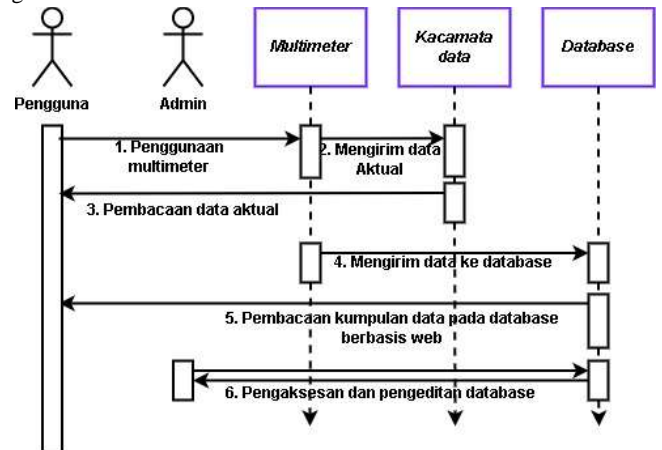 Multimeter
Kacamata
data
Database
Pengguna
Admin
1. Penggunaan
multimeter
2. Mengirim data
Aktual
3. Pembacaan data aktual
4. Mengirim data ke database
5. Pembacaan kumpulan data pada database
berbasis web
6. Pengaksesan dan pengeditan database